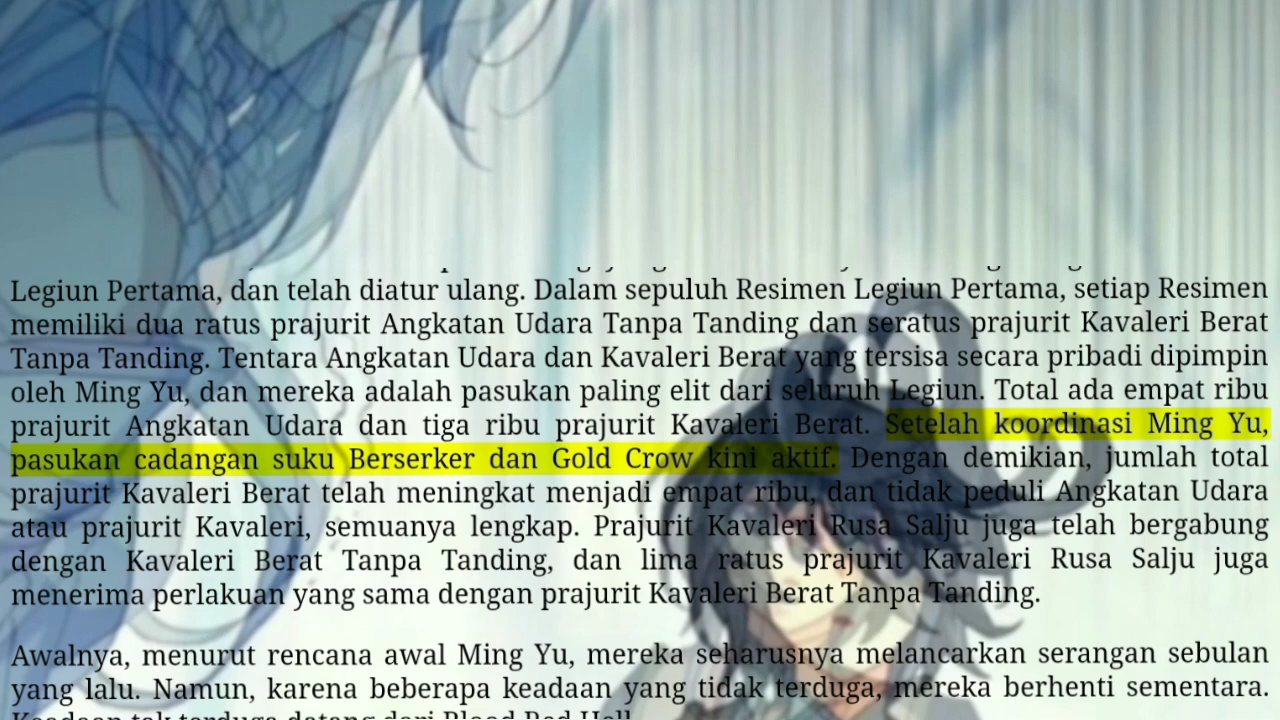 Legiun Pertama, dan telah diatur ulang. Dalam sepuluh Resimen Legiun Pertama, setiap Resimen
memiliki dua ratus prajurit Angkatan Udara Tanpa Tanding dan seratus prajurit Kavaleri Berat
Tanpa Tanding. Tentara Angkatan Udara dan Kavaleri Berat yang tersisa secara pribadi dipimpin
oleh Ming Yu, dan mereka adalah pasukan paling elit dari seluruh Legiun. Total ada empat ribu
prajurit Angkatan Udara dan tiga ribu prajurit Kavaleri Berat. Setelah koordinasi Ming Yu,
pasukan cadangan suku Berserker dan Gold Crow kini aktif. Dengan demikian, jumlah total
prajurit Kavaleri Berat telah meningkat menjadi empat ribu, dan tidak peduli Angkatan Udara
atau prajurit Kavaleri, semuanya lengkap. Prajurit Kavaleri Rusa Salju juga telah bergabung
dengan Kavaleri Berat Tanpa Tanding, dan lima ratus prajurit Kavaleri Rusa Salju juga
menerima perlakuan yang sama dengan prajurit Kavaleri Berat Tanpa Tanding.
Awalnya, menurut rencana awal Ming Yu, mereka seharusnya melancarkan serangan sebulan
yang lalu. Namun, karena beberapa keadaan yang tidak terduga, mereka berhenti sementara.
Keadaan tak terduga datang dari Blood Red Hell